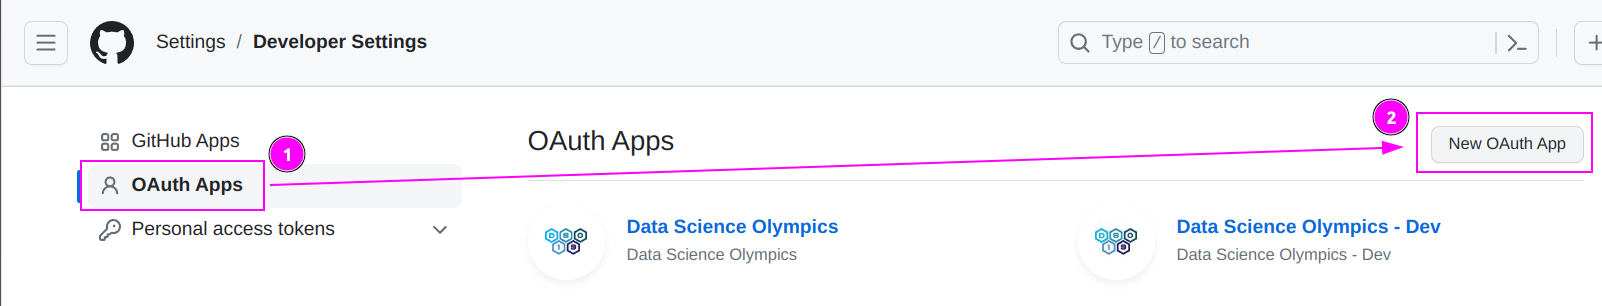 Settings / Developer Settings
Type / to search
GitHub Apps
1
OAuth Apps
Personal access tokens
OAuth Apps
2
New OAuth App
Data Science Olympics
Data Science Olympics
Data Science Olympics - Dev
Data Science Olympics - Dev